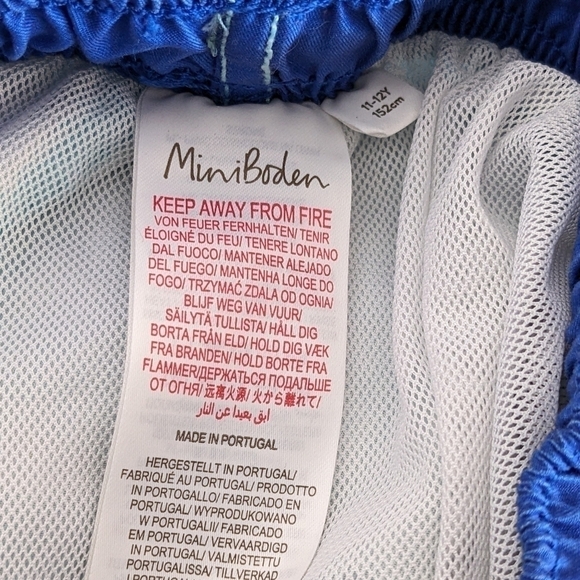 11-12Y
152cm
MiniBoden
KEEP AWAY FROM FIRE
VON FEUER FERNHALTEN/ TENIR
ÉLOIGNÉ DU FEU/ TENERE LONTANO
DAL FUOCO/ MANTENER ALEJADO
DEL FUEGO/ MANTENHA LONGE DO
FOGO/ TRZYMAĆ ZDALA OD OGNIA/
BLIJF WEG VAN VUUR/
SÄILYTÄ TULLISTA/ HÅLL DIG
BORTA FRÅN ELD/ HOLD DIG VÆK
FRA BRANDEN/ HOLD BORTE FRA
FLAMMER/ДЕРЖАТЬСЯ ПОДАЛЬШЕ
ОТ ОГНЯ/ 远离火源/ 火から離れて/
ابق بعيدا عن النار
MADE IN PORTUGAL
HERGESTELLT IN PORTUGAL/
FABRIQUÉ AU PORTUGAL/ PRODOTTO
IN PORTOGALLO/ FABRICADO EN
PORTUGAL/ WYPRODUKOWANO
W PORTUGALII/ FABRICADO
EM PORTUGAL/ VERVAARDIGD
IN PORTUGAL/ VALMISTETTU
PORTUGALISSA/ TILLVERKAD